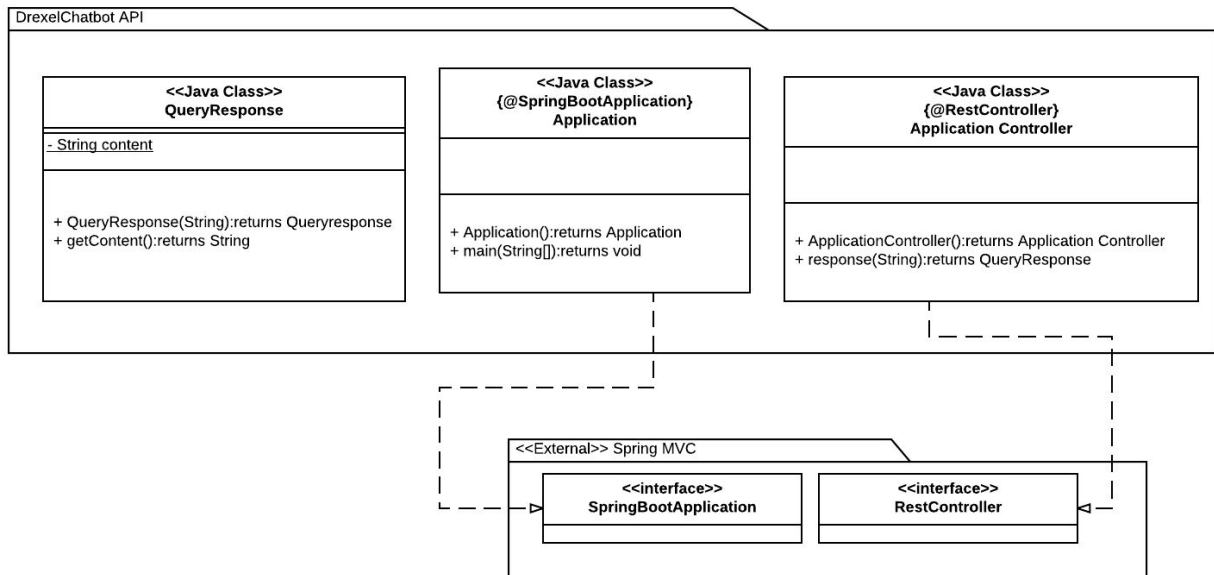 DrexelChatbot API
<<Java Class>>
QueryResponse
- String content
+ QueryResponse(String):returns Queryresponse
+ getContent():returns String
<<Java Class>>
{@SpringBootApplication}
Application
+ Application():returns Application
+ main(String[]):returns void
<<Java Class>>
{@RestController}
Application Controller
+ ApplicationController():returns Application Controller
+ response(String):returns QueryResponse
<<External>> Spring MVC
<<interface>>
SpringBootApplication
<<interface>>
RestController